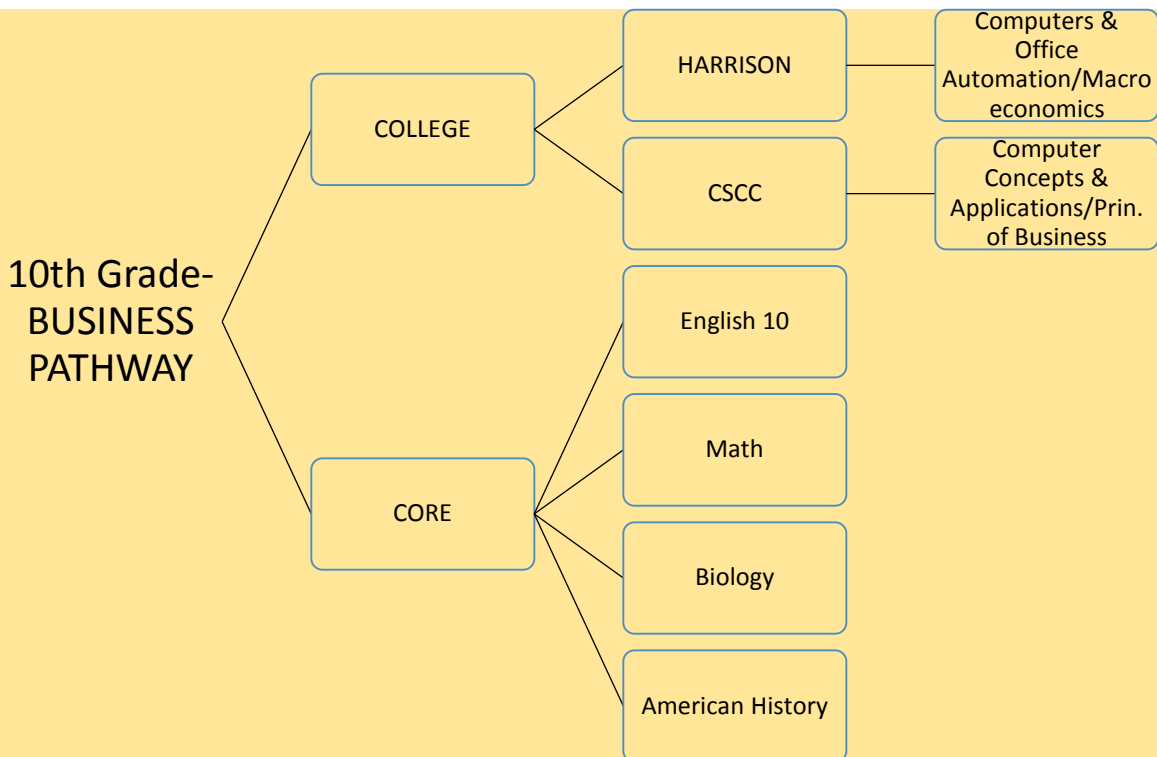 10th Grade-
BUSINESS
PATHWAY
COLLEGE
HARRISON
Computers &
Office
Automation/Macro
economics
CSCC
Computer
Concepts &
Applications/Prin.
of Business
CORE
English 10
Math
Biology
American History